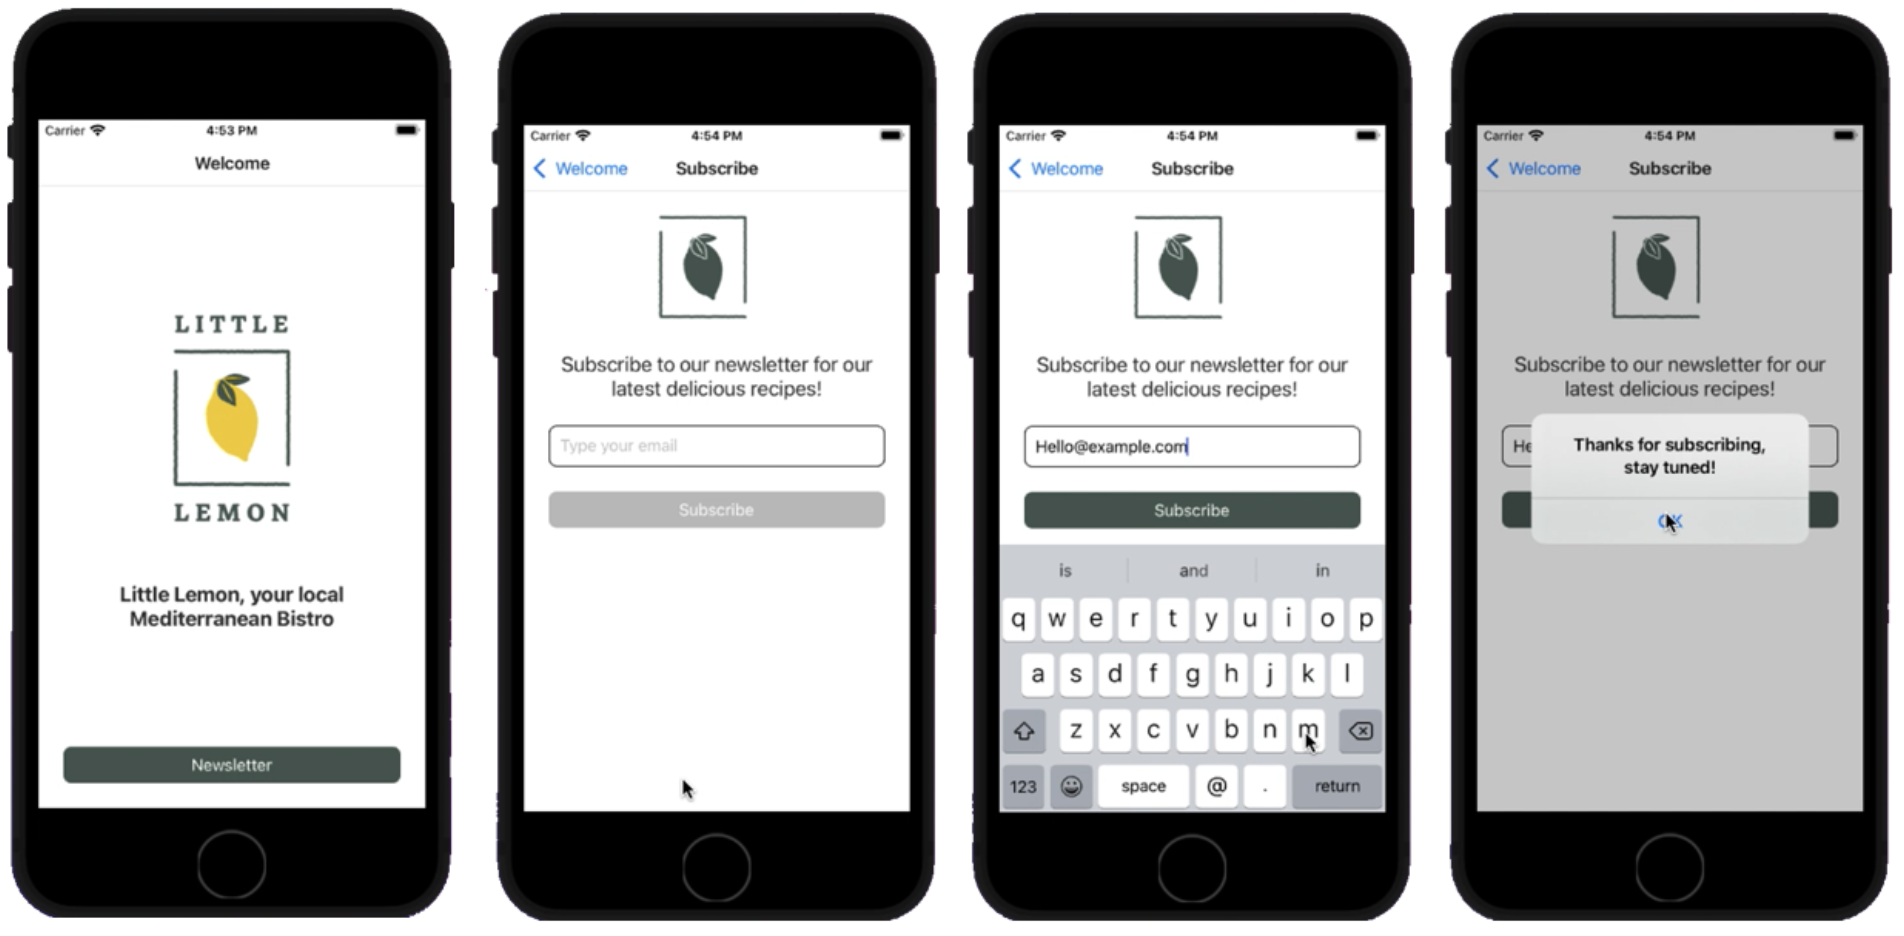 Carrier
4:53 PM
Welcome
LITTLE
LEMON
Little Lemon, your local
Mediterranean Bistro
Newsletter
Carrier
4:54 PM
Welcome
Subscribe
Subscribe to our newsletter for our
latest delicious recipes!
Type your email
Subscribe
Carrier
4:54 PM
Welcome
Subscribe
Subscribe to our newsletter for our
latest delicious recipes!
Hello@example.com
Subscribe
is and in
q w e r t y u i o p
a s d f g h j k l
z x c v b n m
123 space @ . return
Carrier
4:54 PM
Welcome
Subscribe
Subscribe to our newsletter for our
latest delicious recipes!
He
Thanks for subscribing,
stay tuned!
OK